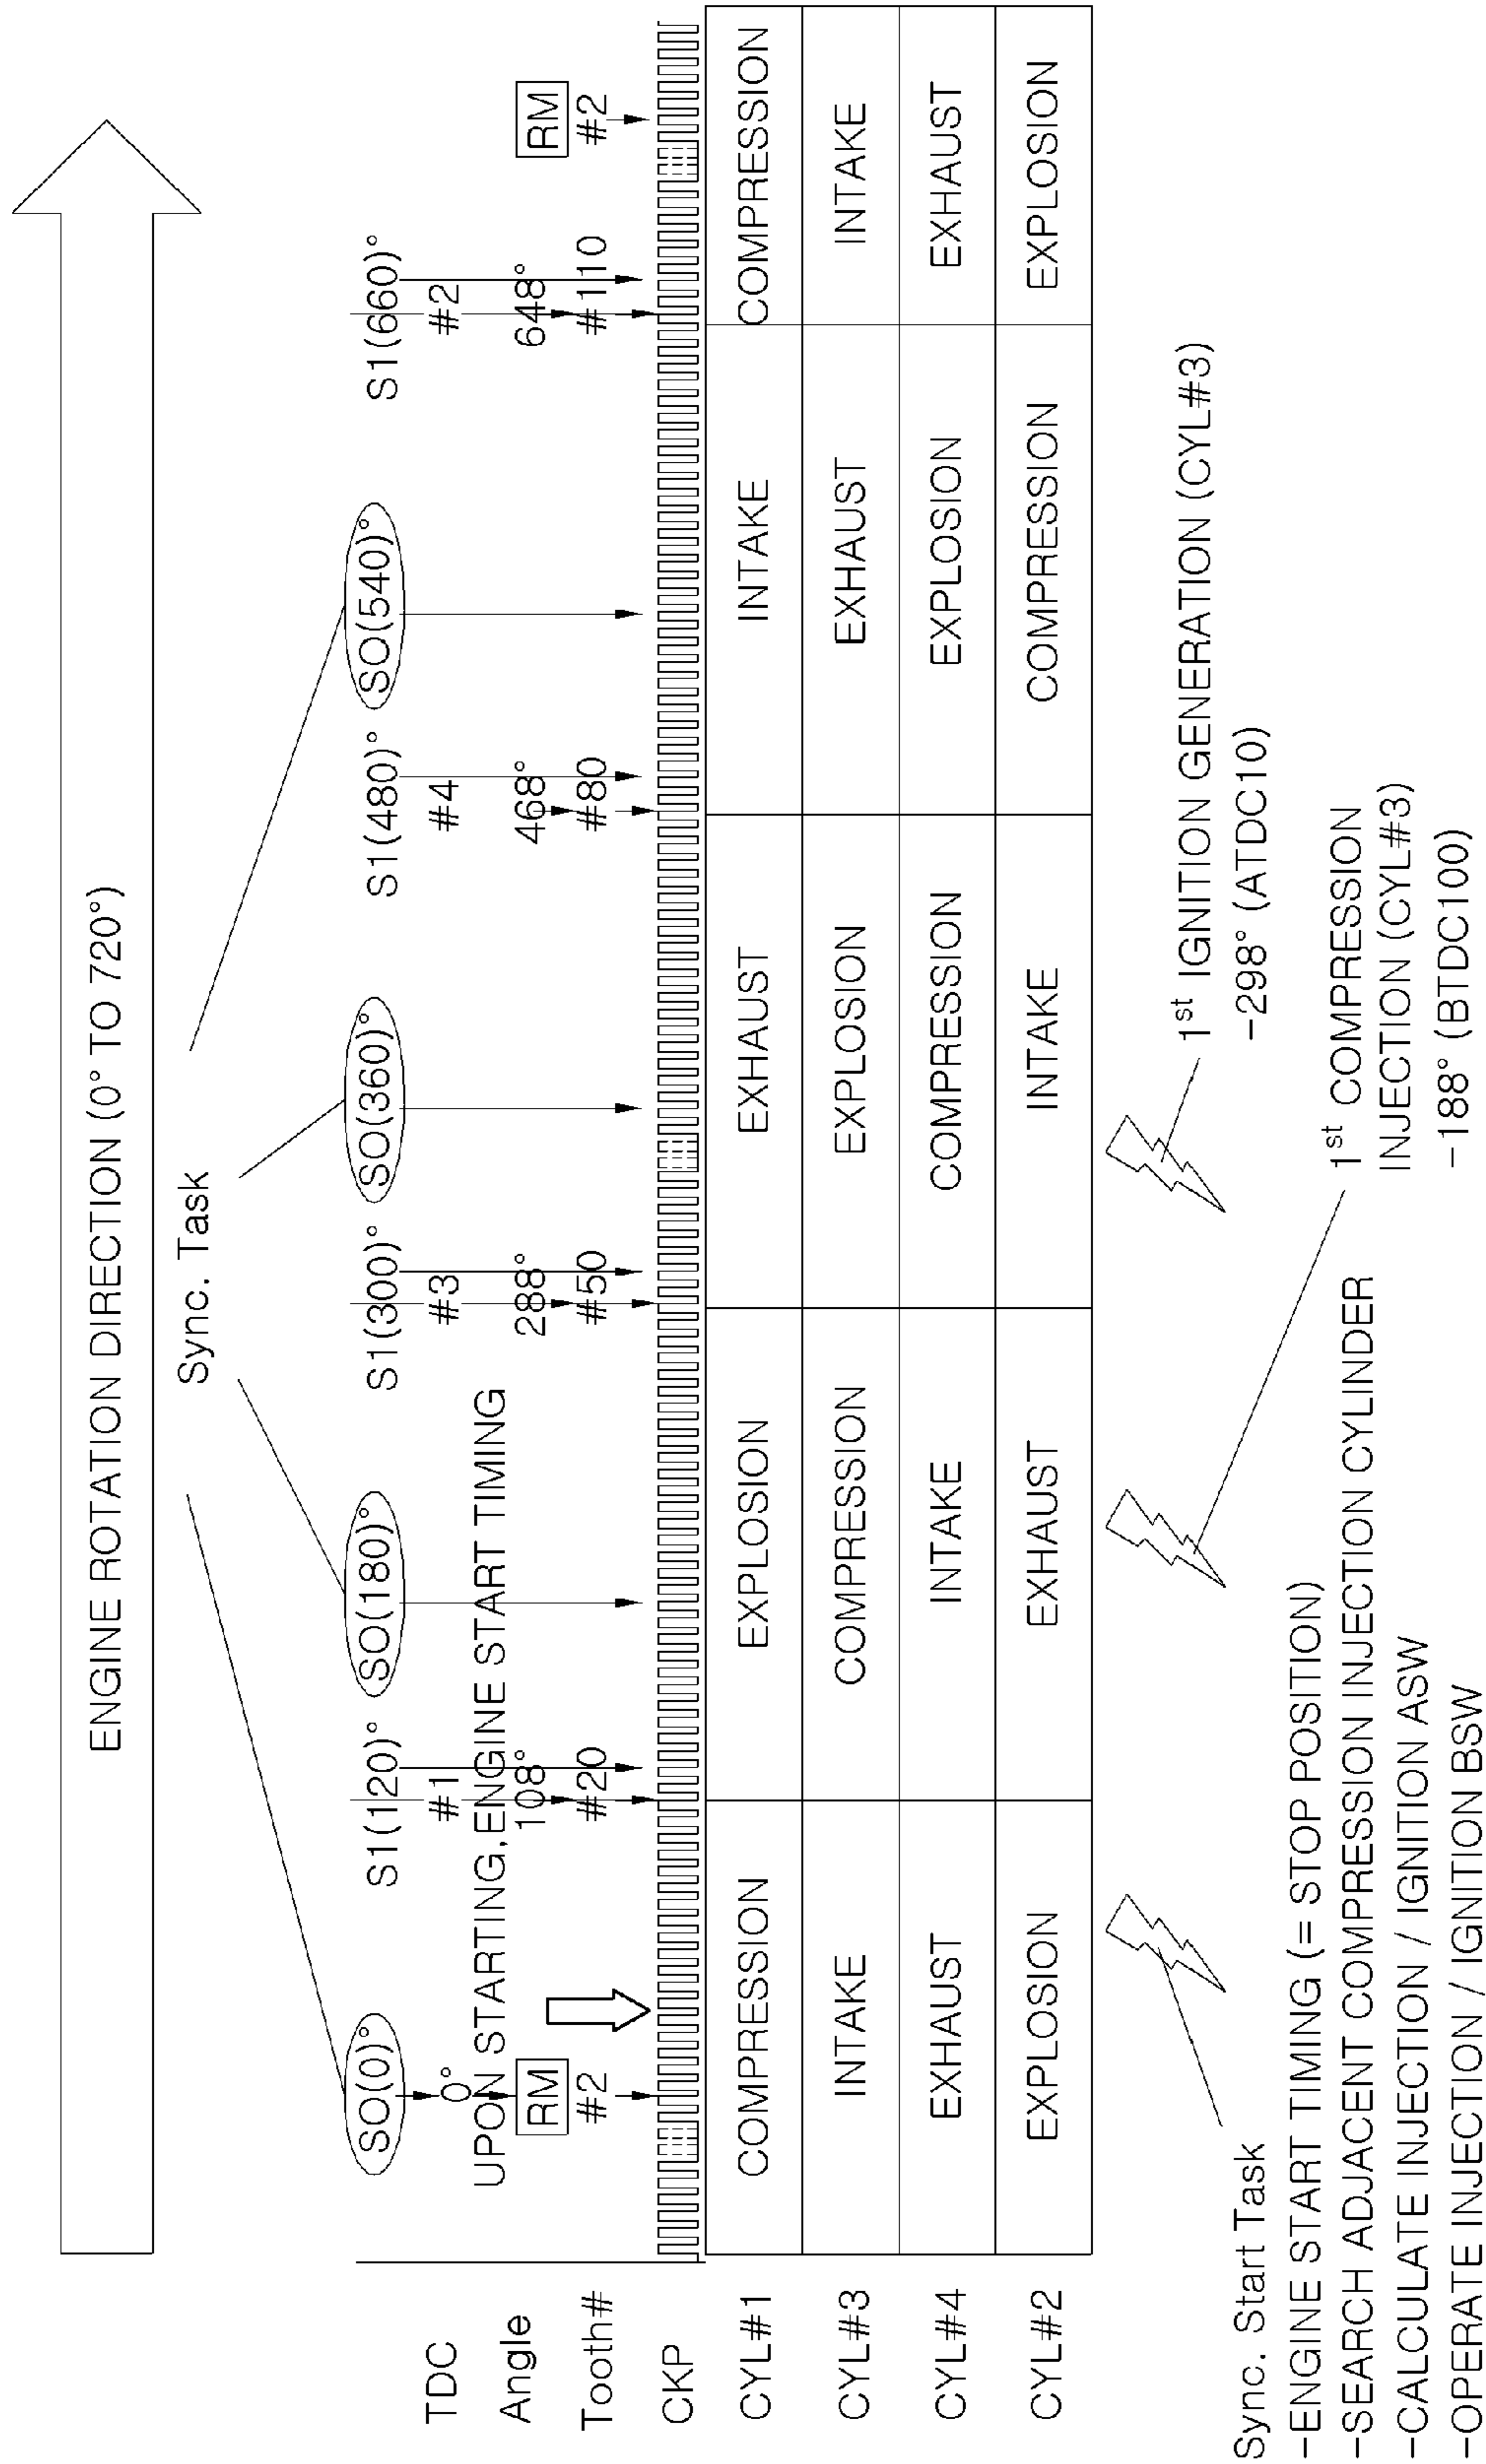 ENGINE ROTATION DIRECTION (0° TO 720°)
Sync. Task
SO(0)° S1(120)° SO(180)° S1(300)° SO(360)° S1(480)° SO(540)° S1(660)°
TDC 0° #1 #3 #4 #2
UPON STARTING, ENGINE START TIMING
Angle RM 108° 288° 468° 648° RM
Tooth# #2 #20 #50 #80 #110 #2
CKP
CYL#1 COMPRESSION EXPLOSION EXHAUST INTAKE COMPRESSION
CYL#3 INTAKE COMPRESSION EXPLOSION EXHAUST INTAKE
CYL#4 EXHAUST INTAKE COMPRESSION EXPLOSION EXHAUST
CYL#2 EXPLOSION EXHAUST INTAKE COMPRESSION EXPLOSION
1st IGNITION GENERATION (CYL#3)
-298° (ATDC10)
1st COMPRESSION
INJECTION (CYL#3)
-188° (BTDC100)
Sync. Start Task
-ENGINE START TIMING (= STOP POSITION)
-SEARCH ADJACENT COMPRESSION INJECTION CYLINDER
-CALCULATE INJECTION / IGNITION ASW
-OPERATE INJECTION / IGNITION BSW